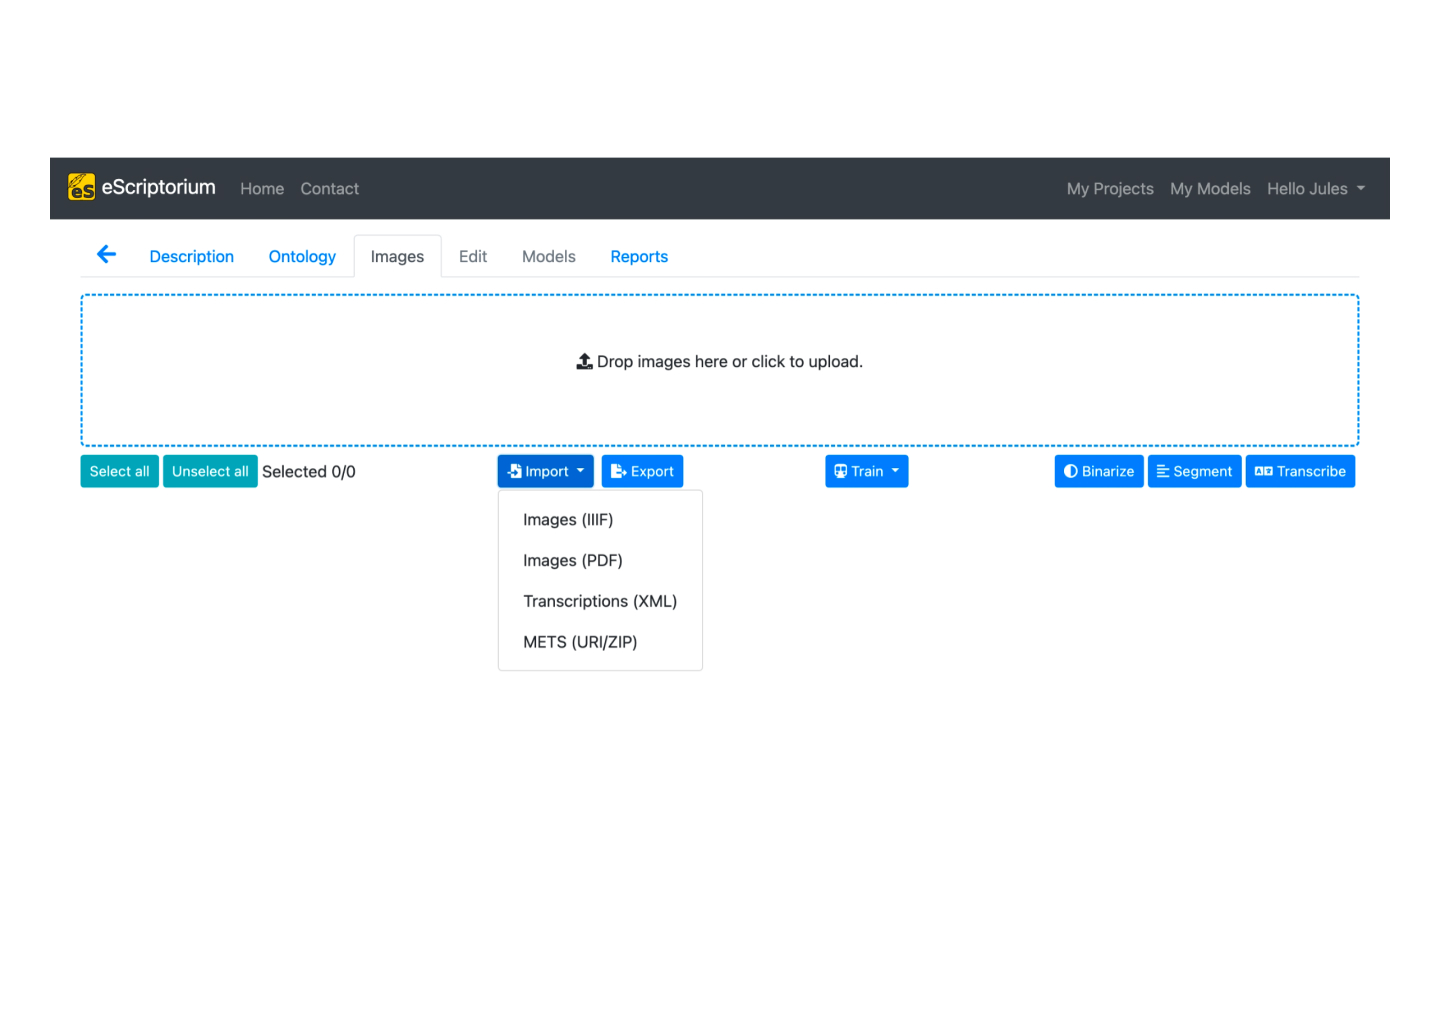 eS eScriptorium Home Contact My Projects My Models Hello Jules
Description Ontology Images Edit Models Reports
Drop images here or click to upload.
Select all Unselect all Selected 0/0 Import Export Train Binarize Segment Transcribe
Images (IIIF)
Images (PDF)
Transcriptions (XML)
METS (URI/ZIP)